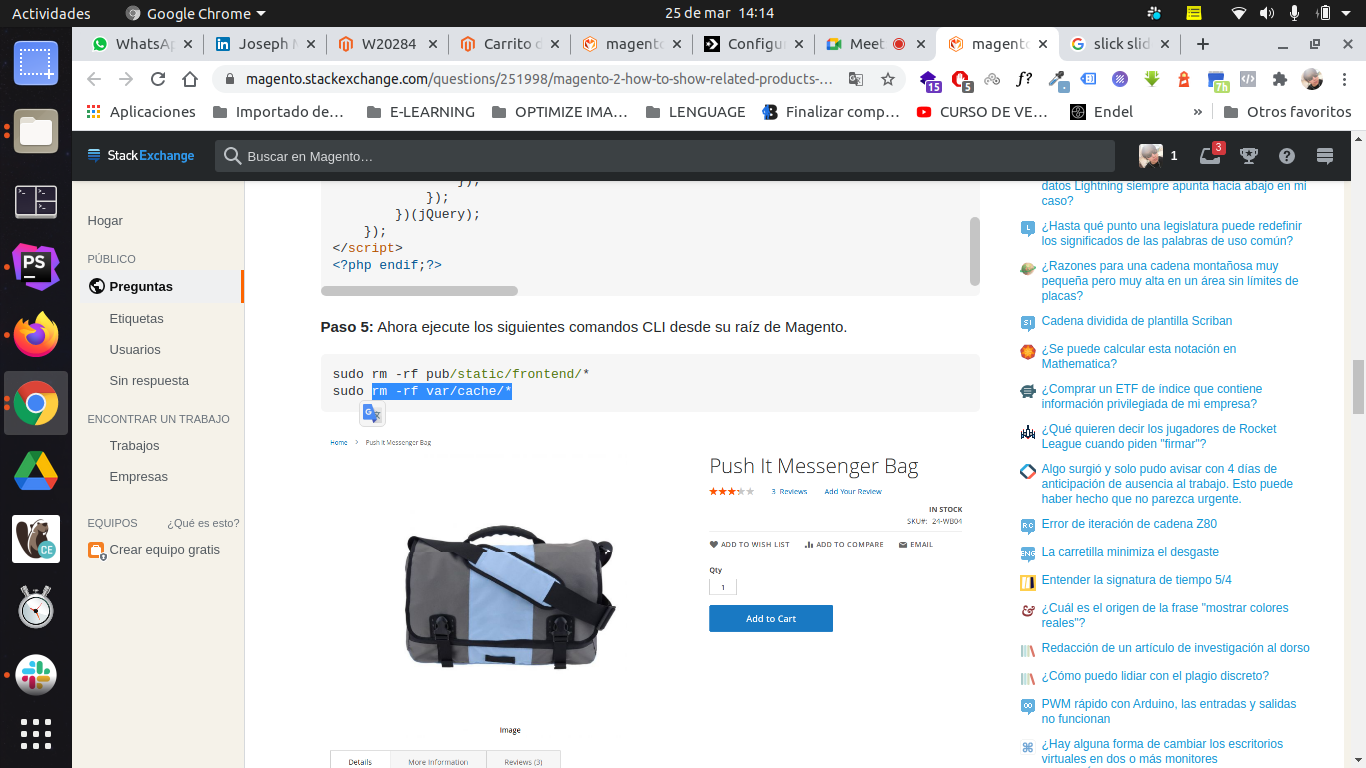 Actividades
Google Chrome
25 de mar 14:14
WhatsAp
Joseph M
W20284
Carrito d
magento
Configur
Meet
magento
slick slid
magento.stackexchange.com/questions/251998/magento-2-how-to-show-related-products-…
15
5
f?
7h
Aplicaciones
Importado de…
E-LEARNING
OPTIMIZE IMA…
LENGUAGE
Finalizar comp…
CURSO DE VE…
Endel
»
Otros favoritos
StackExchange
Buscar en Magento…
1
3
Hogar
PÚBLICO
Preguntas
Etiquetas
Usuarios
Sin respuesta
ENCONTRAR UN TRABAJO
Trabajos
Empresas
EQUIPOS
¿Qué es esto?
Crear equipo gratis
});
});
})(jQuery);
});
</script>
<?php endif;?>
Paso 5: Ahora ejecute los siguientes comandos CLI desde su raíz de Magento.
sudo rm -rf pub/static/frontend/*
sudo rm -rf var/cache/*
Home > Push It Messenger Bag
Push It Messenger Bag
3 Reviews
Add Your Review
IN STOCK
SKU#: 24-WB04
ADD TO WISH LIST
ADD TO COMPARE
EMAIL
Qty
1
Add to Cart
Image
Details
More Information
Reviews (3)
datos Lightning siempre apunta hacia abajo en mi
caso?
¿Hasta qué punto una legislatura puede redefinir
los significados de las palabras de uso común?
¿Razones para una cadena montañosa muy
pequeña pero muy alta en un área sin límites de
placas?
Cadena dividida de plantilla Scriban
¿Se puede calcular esta notación en
Mathematica?
¿Comprar un ETF de índice que contiene
información privilegiada de mi empresa?
¿Qué quieren decir los jugadores de Rocket
League cuando piden "firmar"?
Algo surgió y solo pudo avisar con 4 días de
anticipación de ausencia al trabajo. Esto puede
haber hecho que no parezca urgente.
Error de iteración de cadena Z80
La carretilla minimiza el desgaste
Entender la signatura de tiempo 5/4
¿Cuál es el origen de la frase "mostrar colores
reales"?
Redacción de un artículo de investigación al dorso
¿Cómo puedo lidiar con el plagio discreto?
PWM rápido con Arduino, las entradas y salidas
no funcionan
¿Hay alguna forma de cambiar los escritorios
virtuales en dos o más monitores